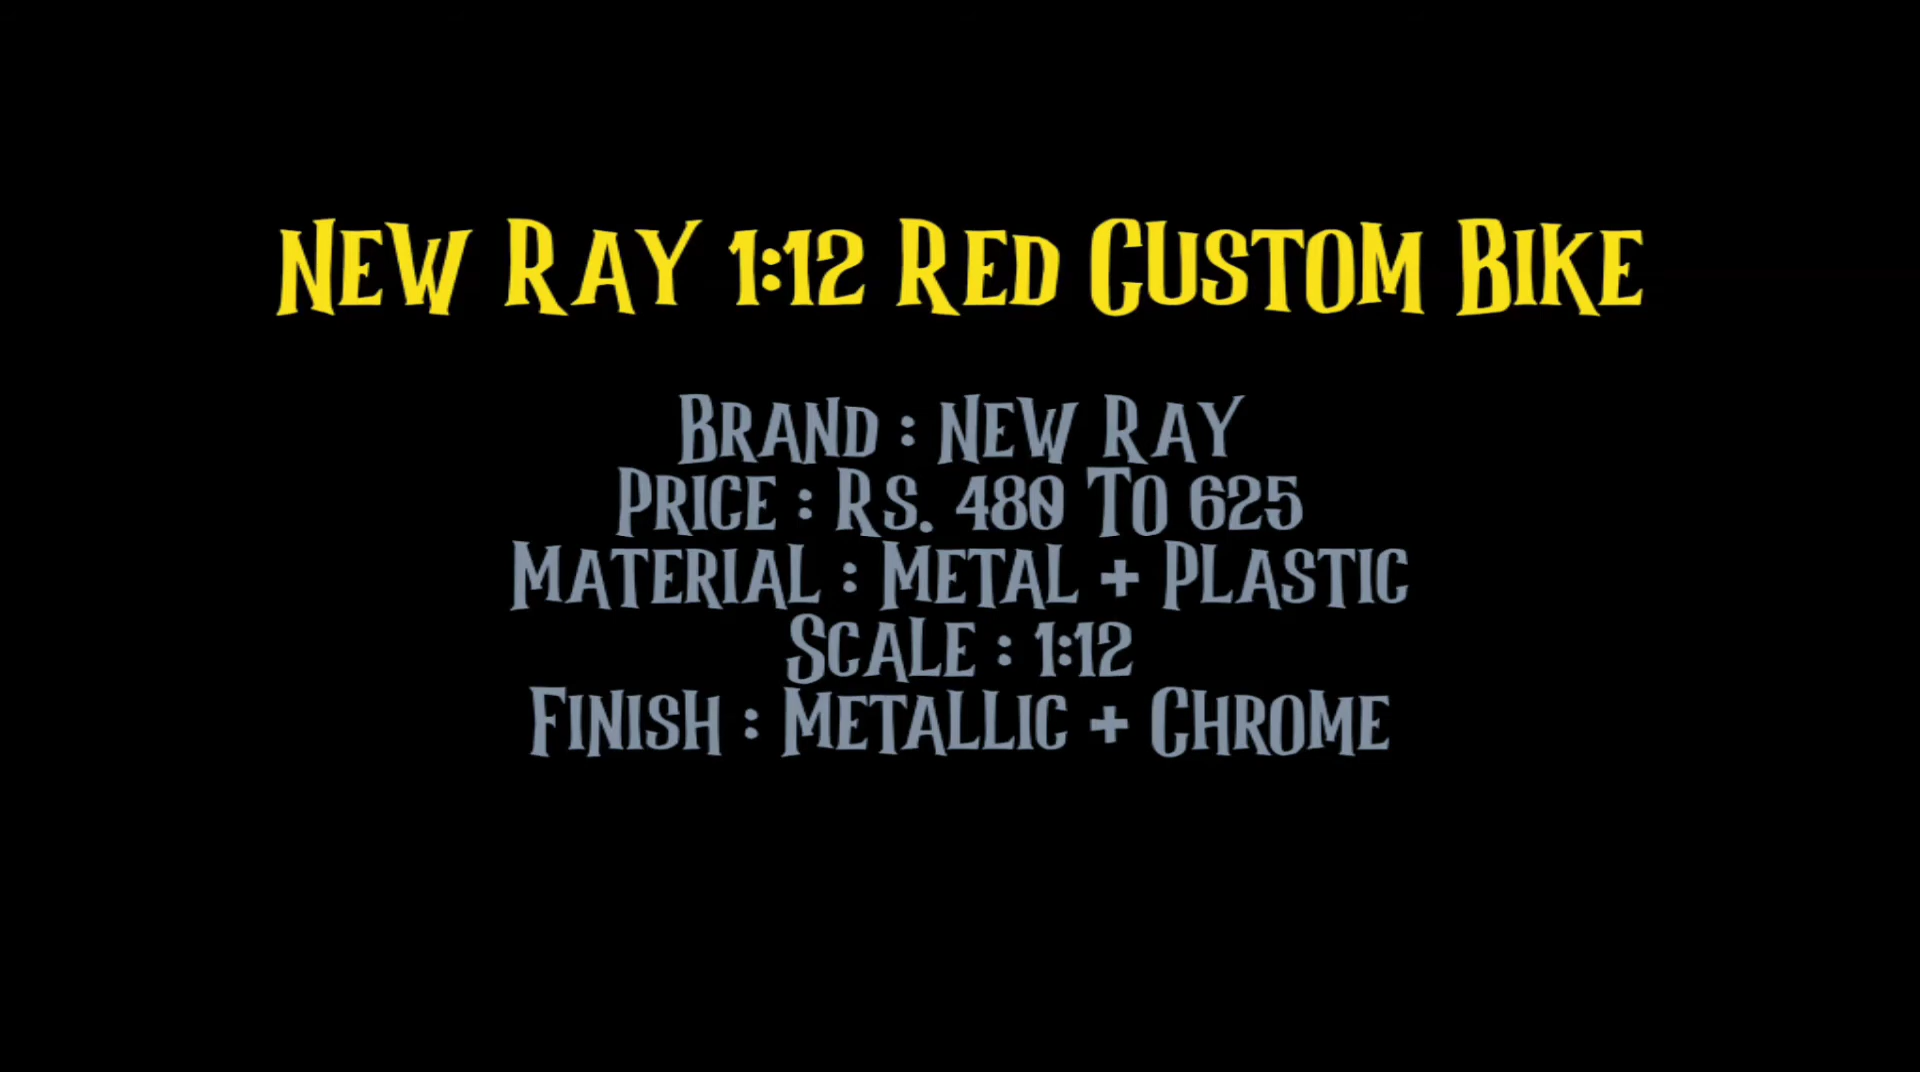 New Ray 1:12 Red Custom Bike
Brand : New Ray
Price : Rs. 480 To 625
Material : Metal + Plastic
Scale : 1:12
Finish : Metallic + Chrome